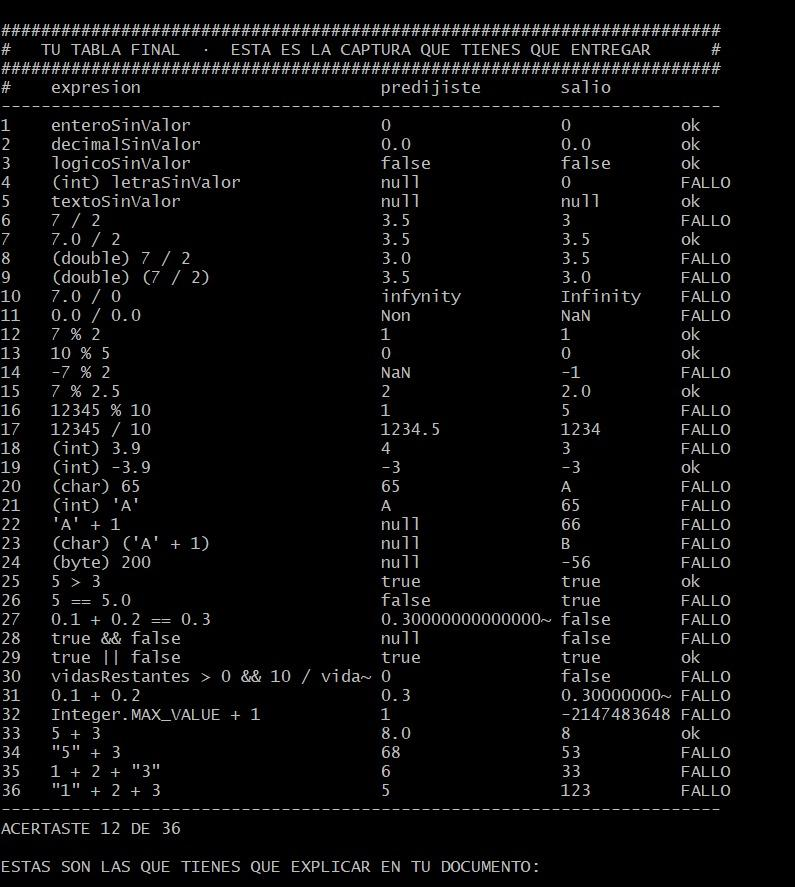 ########################################################################
#   TU TABLA FINAL  ·  ESTA ES LA CAPTURA QUE TIENES QUE ENTREGAR      #
########################################################################
#    expresion                        predijiste        salio
------------------------------------------------------------------------
1    enteroSinValor                   0                 0           ok
2    decimalSinValor                  0.0               0.0         ok
3    logicoSinValor                   false             false       ok
4    (int) letraSinValor              null              0           FALLO
5    textoSinValor                    null              null        ok
6    7 / 2                            3.5               3           FALLO
7    7.0 / 2                          3.5               3.5         ok
8    (double) 7 / 2                   3.0               3.5         FALLO
9    (double) (7 / 2)                 3.5               3.0         FALLO
10   7.0 / 0                          infynity          Infinity    FALLO
11   0.0 / 0.0                        Non               NaN         FALLO
12   7 % 2                            1                 1           ok
13   10 % 5                           0                 0           ok
14   -7 % 2                           NaN               -1          FALLO
15   7 % 2.5                          2                 2.0         ok
16   12345 % 10                       1                 5           FALLO
17   12345 / 10                       1234.5            1234        FALLO
18   (int) 3.9                        4                 3           FALLO
19   (int) -3.9                       -3                -3          ok
20   (char) 65                        65                A           FALLO
21   (int) 'A'                        A                 65          FALLO
22   'A' + 1                          null              66          FALLO
23   (char) ('A' + 1)                 null              B           FALLO
24   (byte) 200                       null              -56         FALLO
25   5 > 3                            true              true        ok
26   5 == 5.0                         false             true        FALLO
27   0.1 + 0.2 == 0.3                 0.30000000000000~ false       FALLO
28   true && false                    null              false       FALLO
29   true || false                    true              true        ok
30   vidasRestantes > 0 && 10 / vida~ 0                 false       FALLO
31   0.1 + 0.2                        0.3               0.30000000~ FALLO
32   Integer.MAX_VALUE + 1            1                 -2147483648 FALLO
33   5 + 3                            8.0               8           ok
34   "5" + 3                          68                53          FALLO
35   1 + 2 + "3"                      6                 33          FALLO
36   "1" + 2 + 3                      5                 123         FALLO
------------------------------------------------------------------------
ACERTASTE 12 DE 36
ESTAS SON LAS QUE TIENES QUE EXPLICAR EN TU DOCUMENTO: